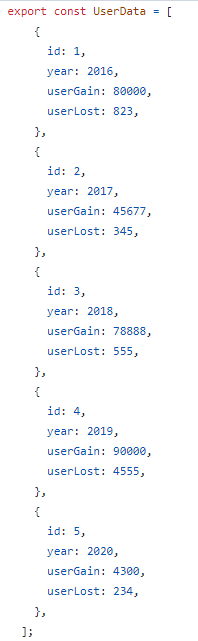 export const UserData = [
{
id: 1,
year: 2016,
userGain: 80000,
userLost: 823,
},
{
id: 2,
year: 2017,
userGain: 45677,
userLost: 345,
},
{
id: 3,
year: 2018,
userGain: 78888,
userLost: 555,
},
{
id: 4,
year: 2019,
userGain: 90000,
userLost: 4555,
},
{
id: 5,
year: 2020,
userGain: 4300,
userLost: 234,
},
];